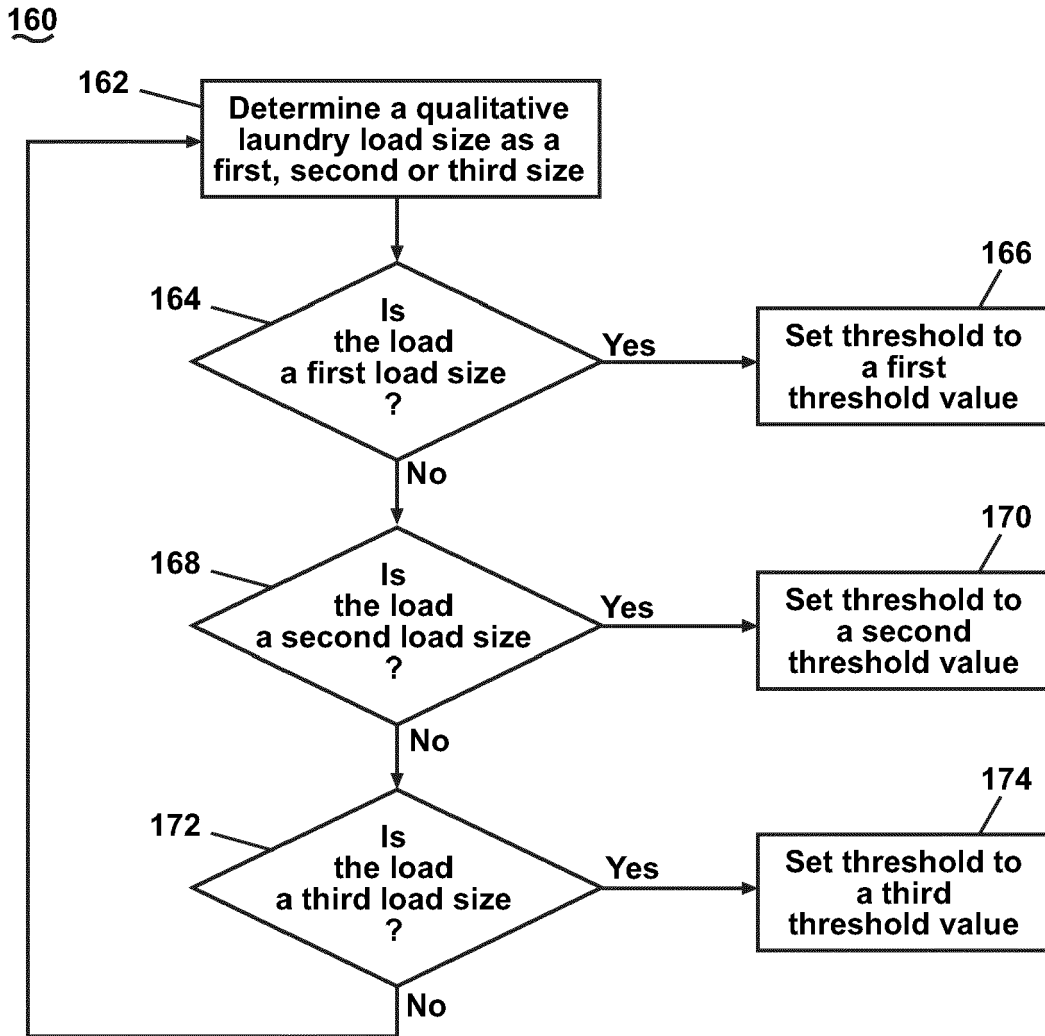 160
162
Determine a qualitative
laundry load size as a
first, second or third size
164
Is
the load
a first load size
?
Yes
166
Set threshold to
a first
threshold value
No
168
Is
the load
a second load size
?
Yes
170
Set threshold to
a second
threshold value
No
172
Is
the load
a third load size
?
Yes
174
Set threshold to
a third
threshold value
No